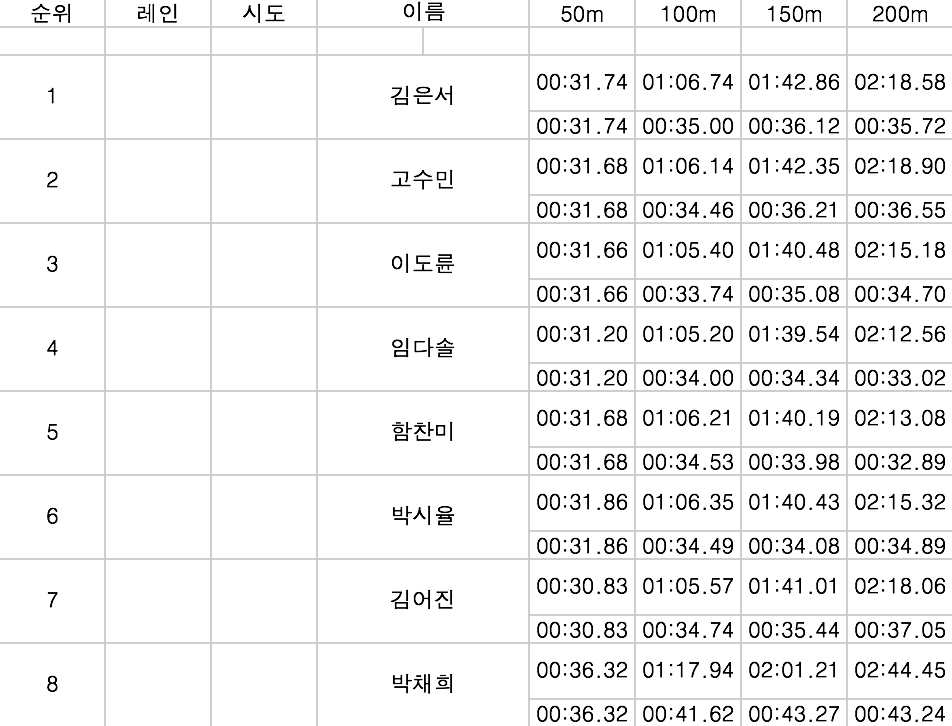 순위 레인 시도 이름 50m 100m 150m 200m
1 김은서 00:31.74 01:06.74 01:42.86 02:18.58
00:31.74 00:35.00 00:36.12 00:35.72
2 고수민 00:31.68 01:06.14 01:42.35 02:18.90
00:31.68 00:34.46 00:36.21 00:36.55
3 이도륜 00:31.66 01:05.40 01:40.48 02:15.18
00:31.66 00:33.74 00:35.08 00:34.70
4 임다솔 00:31.20 01:05.20 01:39.54 02:12.56
00:31.20 00:34.00 00:34.34 00:33.02
5 함찬미 00:31.68 01:06.21 01:40.19 02:13.08
00:31.68 00:34.53 00:33.98 00:32.89
6 박시율 00:31.86 01:06.35 01:40.43 02:15.32
00:31.86 00:34.49 00:34.08 00:34.89
7 김어진 00:30.83 01:05.57 01:41.01 02:18.06
00:30.83 00:34.74 00:35.44 00:37.05
8 박채희 00:36.32 01:17.94 02:01.21 02:44.45
00:36.32 00:41.62 00:43.27 00:43.24